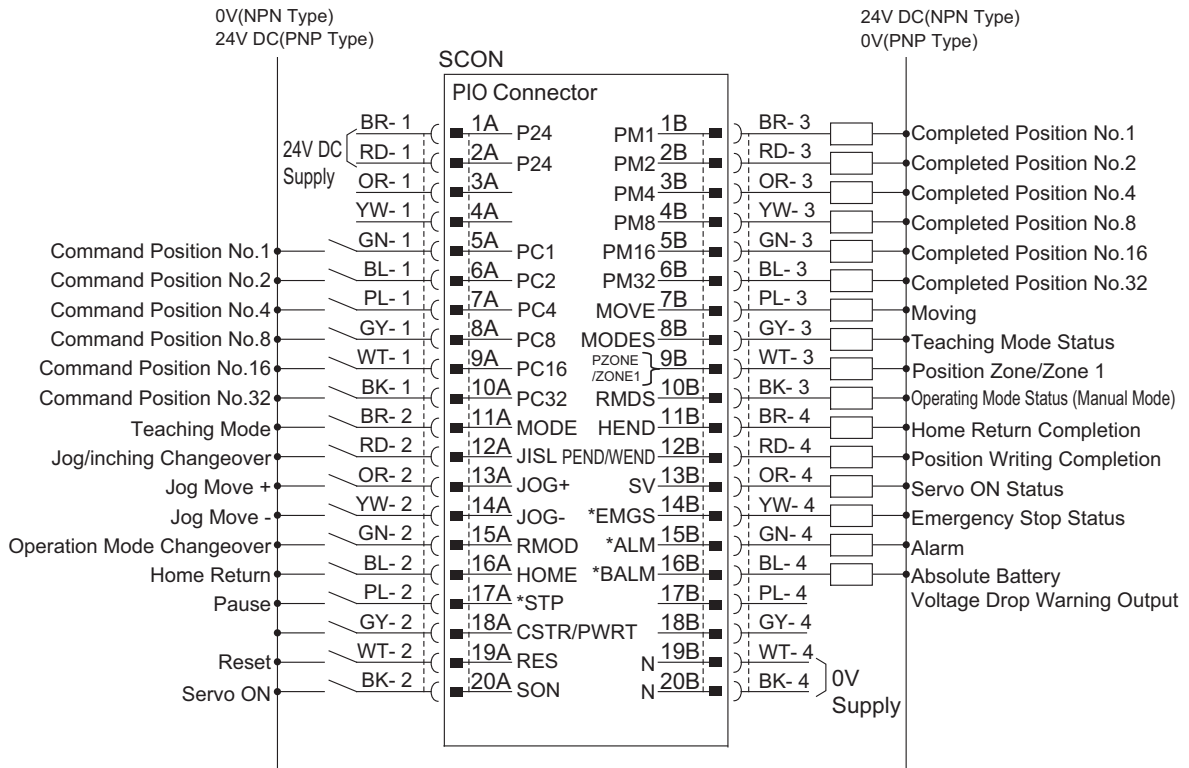 0V(NPN Type)
24V DC(PNP Type)
24V DC(NPN Type)
0V(PNP Type)
SCON
PIO Connector
24V DC
Supply
BR- 1 1A P24 PM1 1B BR- 3 Completed Position No.1
RD- 1 2A P24 PM2 2B RD- 3 Completed Position No.2
OR- 1 3A PM4 3B OR- 3 Completed Position No.4
YW- 1 4A PM8 4B YW- 3 Completed Position No.8
Command Position No.1 GN- 1 5A PC1 PM16 5B GN- 3 Completed Position No.16
Command Position No.2 BL- 1 6A PC2 PM32 6B BL- 3 Completed Position No.32
Command Position No.4 PL- 1 7A PC4 MOVE 7B PL- 3 Moving
Command Position No.8 GY- 1 8A PC8 MODES 8B GY- 3 Teaching Mode Status
Command Position No.16 WT- 1 9A PC16 PZONE /ZONE1 9B WT- 3 Position Zone/Zone 1
Command Position No.32 BK- 1 10A PC32 RMDS 10B BK- 3 Operating Mode Status (Manual Mode)
Teaching Mode BR- 2 11A MODE HEND 11B BR- 4 Home Return Completion
Jog/inching Changeover RD- 2 12A JISL PEND/WEND 12B RD- 4 Position Writing Completion
Jog Move + OR- 2 13A JOG+ SV 13B OR- 4 Servo ON Status
Jog Move - YW- 2 14A JOG- *EMGS 14B YW- 4 Emergency Stop Status
Operation Mode Changeover GN- 2 15A RMOD *ALM 15B GN- 4 Alarm
Home Return BL- 2 16A HOME *BALM 16B BL- 4 Absolute Battery
Voltage Drop Warning Output
Pause PL- 2 17A *STP 17B PL- 4
GY- 2 18A CSTR/PWRT 18B GY- 4
Reset WT- 2 19A RES N 19B WT- 4
Servo ON BK- 2 20A SON N 20B BK- 4
0V
Supply